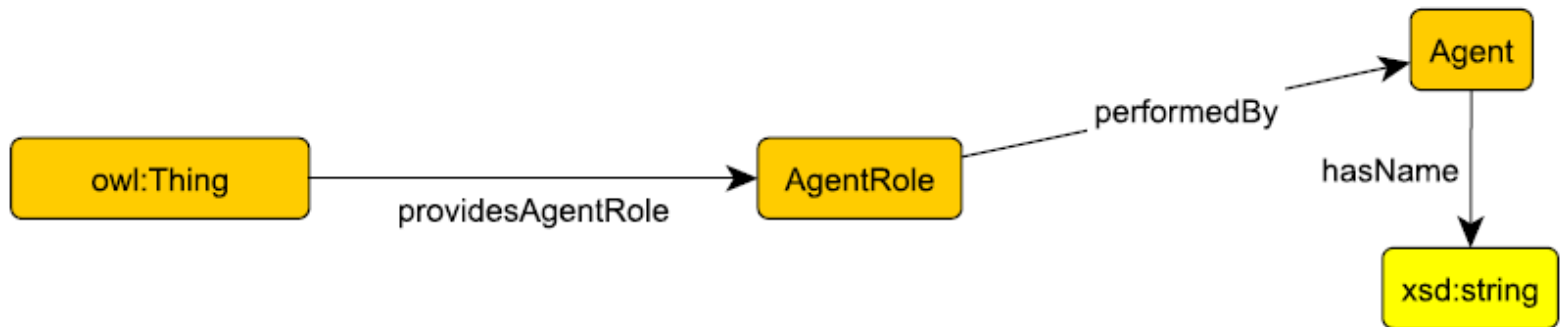 Agent
performedBy
owl:Thing
AgentRole
hasName
providesAgentRole
xsd:string